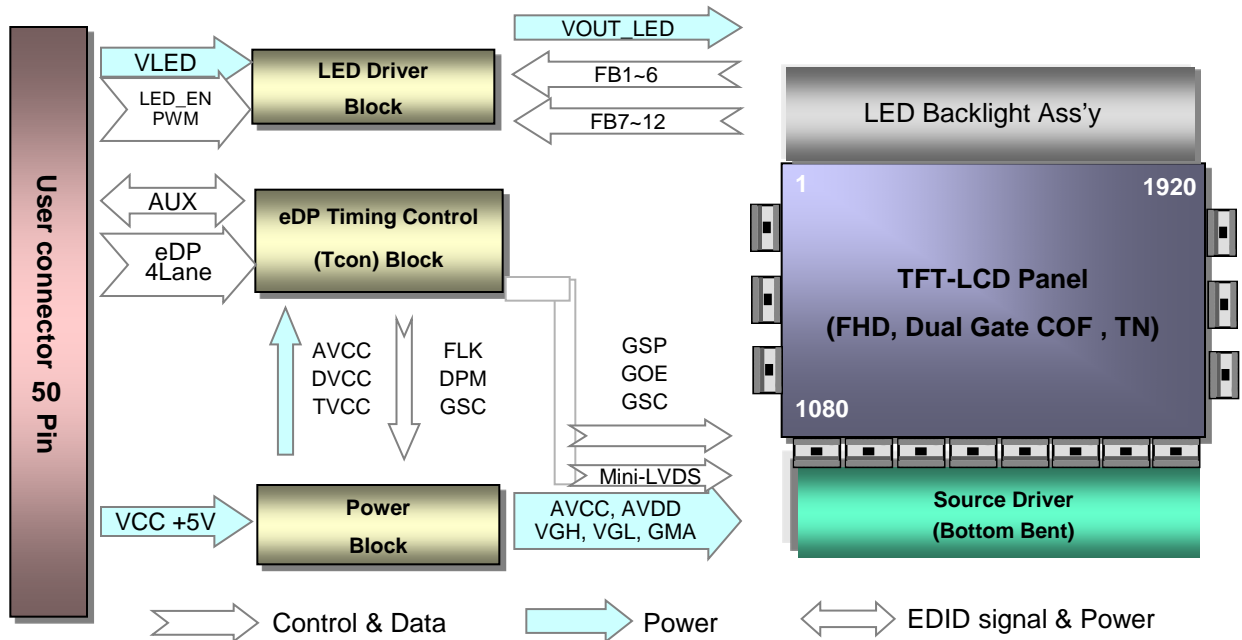 User connector 50 Pin
VLED
LED_EN
PWM
LED Driver
Block
VOUT_LED
FB1~6
FB7~12
LED Backlight Ass'y
AUX
eDP
4Lane
eDP Timing Control
(Tcon) Block
1
1920
TFT-LCD Panel
(FHD, Dual Gate COF , TN)
1080
AVCC
DVCC
TVCC
FLK
DPM
GSC
GSP
GOE
GSC
Mini-LVDS
VCC +5V
Power
Block
AVCC, AVDD
VGH, VGL, GMA
Source Driver
(Bottom Bent)
Control & Data
Power
EDID signal & Power